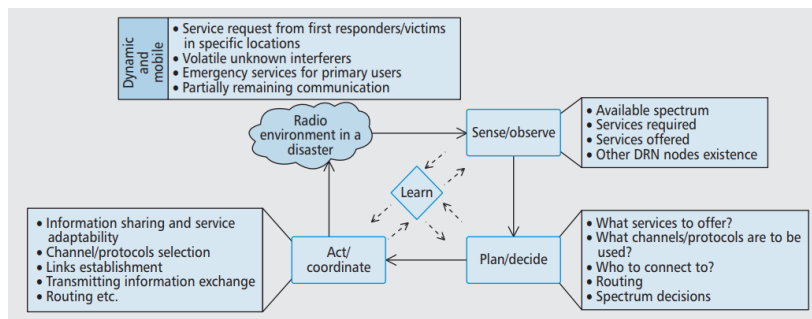 Dynamic
and
mobile
• Service request from first responders/victims
in specific locations
• Volatile unknown interferers
• Emergency services for primary users
• Partially remaining communication
Radio
environment in a
disaster
Sense/observe
• Available spectrum
• Services required
• Services offered
• Other DRN nodes existence
Learn
• Information sharing and service
adaptability
• Channel/protocols selection
• Links establishment
• Transmitting information exchange
• Routing etc.
Act/
coordinate
Plan/decide
• What services to offer?
• What channels/protocols are to be
used?
• Who to connect to?
• Routing
• Spectrum decisions